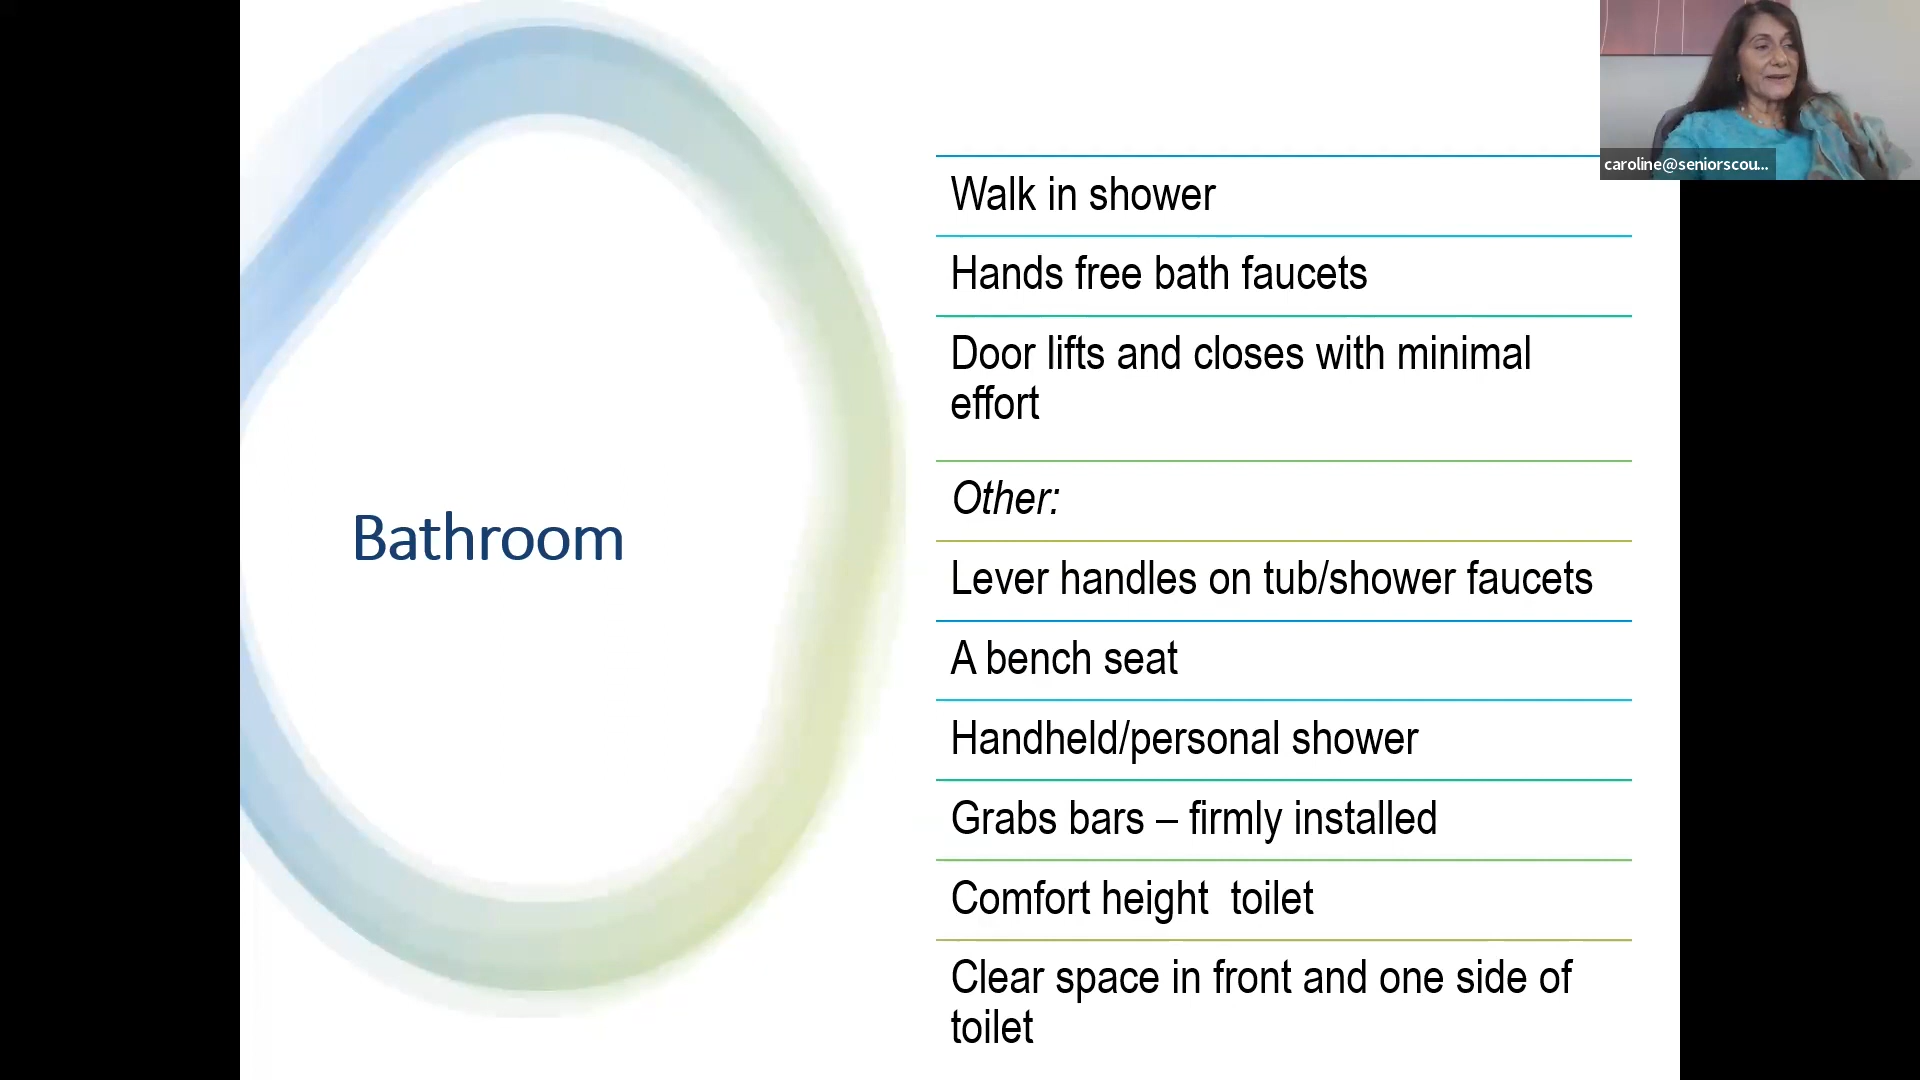 caroline@seniorscou...
Walk in shower
Hands free bath faucets
Door lifts and closes with minimal
effort
Other:
Bathroom
Lever handles on tub/shower faucets
A bench seat
Handheld/personal shower
Grabs bars – firmly installed
Comfort height  toilet
Clear space in front and one side of
toilet